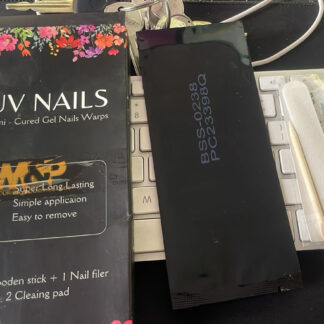 UV NAILS
mi - Cured Gel Nails Warps
M&P
Super Long Lasting
Simple applicaion
Easy to remove
ooden stick + 1 Nail filer
2 Cleaing pad
BSS-0238
PC23398Q